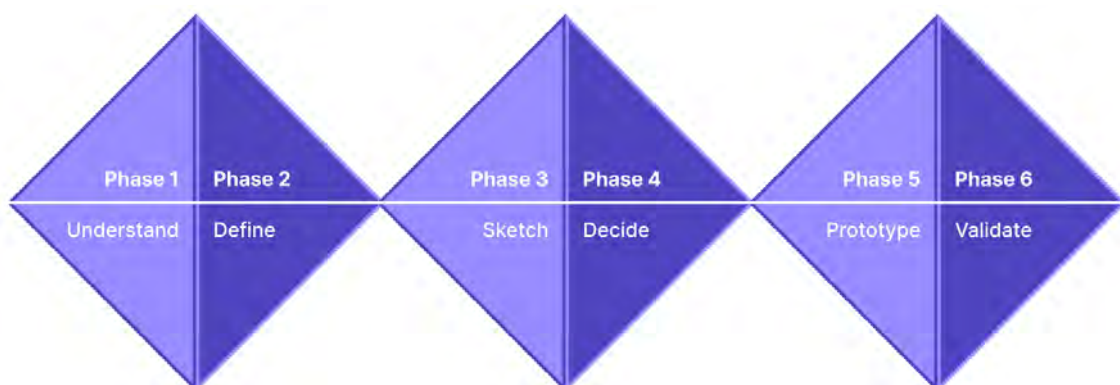 Phase 1 Phase 2 Phase 3 Phase 4 Phase 5 Phase 6
Understand Define Sketch Decide Prototype Validate